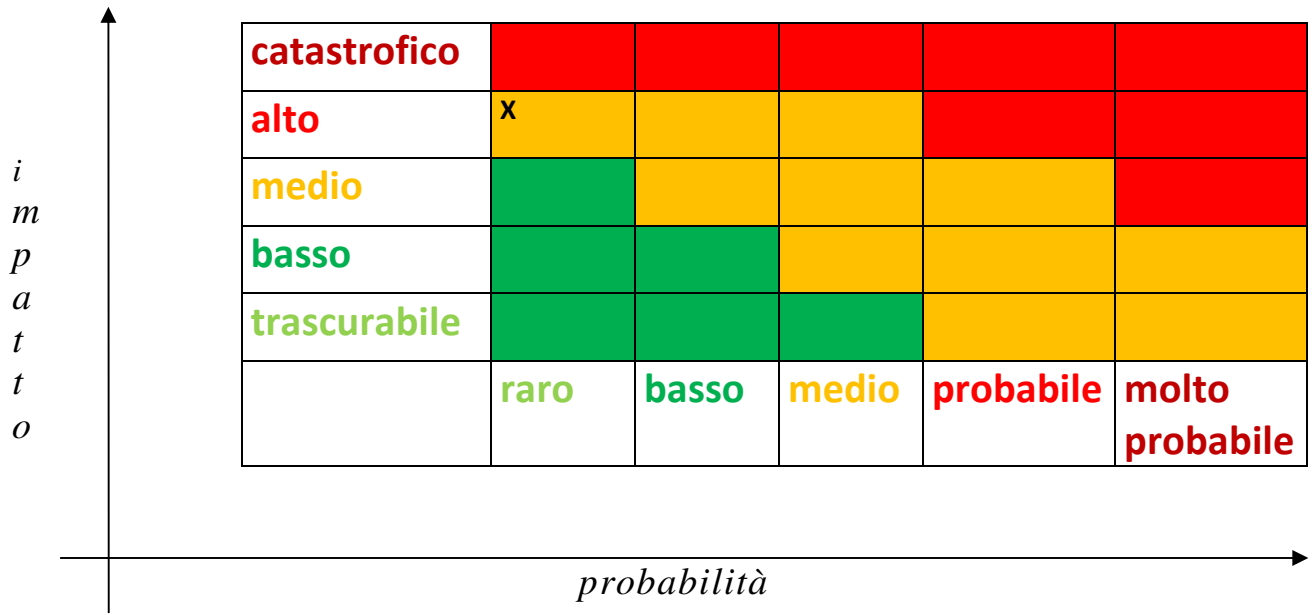 catastrofico
alto X
medio
basso
trascurabile
raro basso medio probabile molto
probabile
i
m
p
a
t
t
o
probabilità